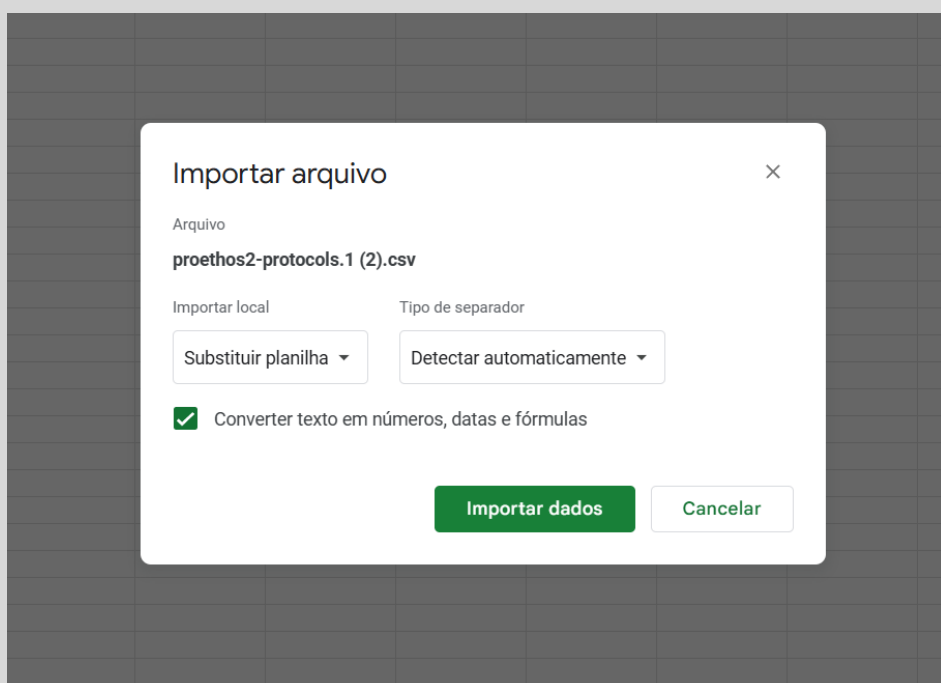 Importar arquivo
Arquivo
proethos2-protocols.1 (2).csv
Importar local
Tipo de separador
Substituir planilha
Detectar automaticamente
Converter texto em números, datas e fórmulas
Importar dados
Cancelar